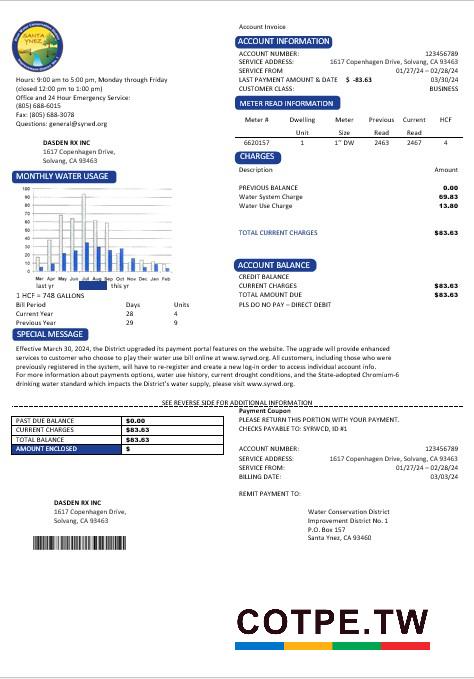 SANTA
YNEZ
Hours: 9:00 am to 5:00 pm, Monday through Friday
(closed 12:00 pm to 1:00 pm)
Office and 24 Hour Emergency Service:
(805) 688-6015
Fax: (805) 688-3078
Questions: general@syrwd.org
DASDEN RX INC
1617 Copenhagen Drive,
Solvang, CA 93463
MONTHLY WATER USAGE
100
90
80
70
60
50
40
30
20
10
0
Mar Apr May Jun Jul Aug Sep Oct Nov Dec Jan Feb
last yr this yr
1 HCF = 748 GALLONS
Bill Period Days Units
Current Year 28 4
Previous Year 29 9
Account Invoice
ACCOUNT INFORMATION
ACCOUNT NUMBER: 123456789
SERVICE ADDRESS: 1617 Copenhagen Drive, Solvang, CA 93463
SERVICE FROM 01/27/24 – 02/28/24
LAST PAYMENT AMOUNT & DATE $ -83.63 03/30/24
CUSTOMER CLASS: BUSINESS
METER READ INFORMATION
Meter # Dwelling Meter Previous Current HCF
Unit Size Read Read
6620157 1 1" DW 2463 2467 4
CHARGES
Description Amount
PREVIOUS BALANCE 0.00
Water System Charge 69.83
Water Use Charge 13.80
TOTAL CURRENT CHARGES $83.63
ACCOUNT BALANCE
CREDIT BALANCE
CURRENT CHARGES $83.63
TOTAL AMOUNT DUE $83.63
PLS DO NOT PAY – DIRECT DEBIT
SPECIAL MESSAGE
Effective March 30, 2024, the District upgraded its payment portal features on the website. The upgrade will provide enhanced
services to customer who choose to play their water use bill online at www.syrwd.org. All customers, including those who were
previously registered in the system, will have to re-register and create a new log-in order to access individual account info.
For more information about payments options, water use history, current drought conditions, and the State-adopted Chromium-6
drinking water standard which impacts the District's water supply, please visit www.syrwd.org.
SEE REVERSE SIDE FOR ADDITIONAL INFORMATION
PAST DUE BALANCE $0.00
CURRENT CHARGES $83.63
TOTAL BALANCE $83.63
AMOUNT ENCLOSED $
Payment Coupon
PLEASE RETURN THIS PORTION WITH YOUR PAYMENT.
CHECKS PAYABLE TO: SYRWCD, ID #1
ACCOUNT NUMBER: 123456789
SERVICE ADDRESS: 1617 Copenhagen Drive, Solvang, CA 93463
SERVICE FROM: 01/27/24 – 02/28/24
BILLING DATE: 03/03/24
REMIT PAYMENT TO:
DASDEN RX INC
1617 Copenhagen Drive,
Solvang, CA 93463
Water Conservation District
Improvement District No. 1
P.O. Box 157
Santa Ynez, CA 93460
COTPE.TW